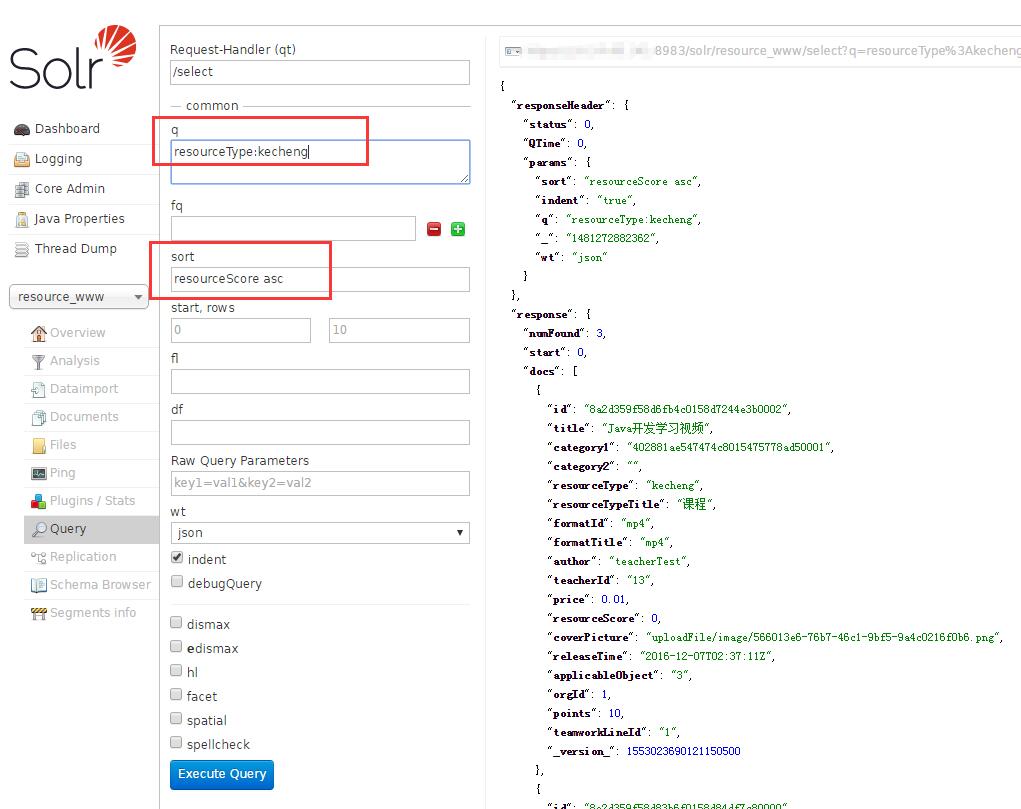 Solr
Dashboard
Logging
Core Admin
Java Properties
Thread Dump
resource_www
Overview
Analysis
Dataimport
Documents
Files
Ping
Plugins / Stats
Query
Replication
Schema Browser
Segments info
Request-Handler (qt)
/select
common
q
resourceType:kecheng
fq
sort
resourceScore asc
start, rows
0
10
fl
df
Raw Query Parameters
key1=val1&key2=val2
wt
json
indent
debugQuery
dismax
edismax
hl
facet
spatial
spellcheck
Execute Query
8983/solr/resource_www/select?q=resourceType%3Akecheng
{
"responseHeader": {
"status": 0,
"QTime": 0,
"params": {
"sort": "resourceScore asc",
"indent": "true",
"q": "resourceType:kecheng",
"_": "1481272882362",
"wt": "json"
}
},
"response": {
"numFound": 3,
"start": 0,
"docs": [
{
"id": "8a2d359f58d6fb4c0158d7244e3b0002",
"title": "Java开发学习视频",
"category1": "402881ae547474c8015475778ad50001",
"category2": "",
"resourceType": "kecheng",
"resourceTypeTitle": "课程",
"formatId": "mp4",
"formatTitle": "mp4",
"author": "teacherTest",
"teacherId": "13",
"price": 0.01,
"resourceScore": 0,
"coverPicture": "uploadFile/image/566013e6-76b7-46c1-9bf5-9a4c0216f0b6.png",
"releaseTime": "2016-12-07T02:37:11Z",
"applicableObject": "3",
"orgId": 1,
"points": 10,
"teamworkLineId": "1",
"_version_": 1553023690121150500
},
{